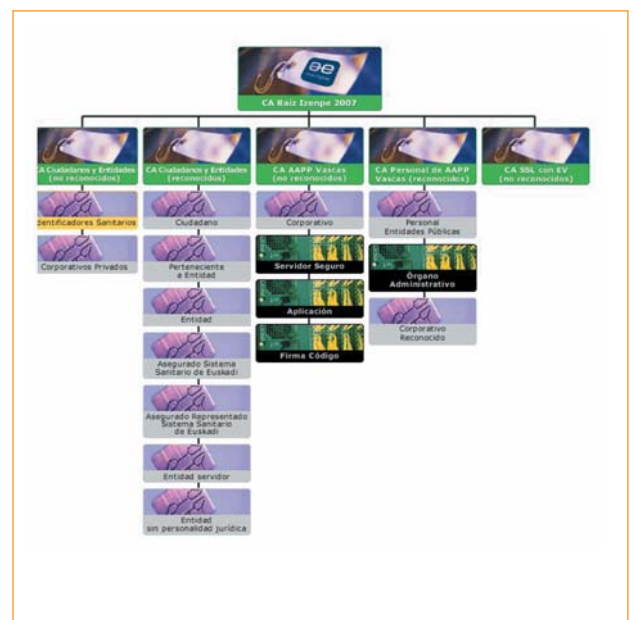 CA Raiz Izenpe 2007
CA Ciudadanos y Entidades
(no reconocidos)
CA Ciudadanos y Entidades
(reconocidos)
CA AAPP Vascas
(no reconocidos)
CA Personal de AAPP
Vascas (reconocidos)
CA SSL con EV
(no reconocidos)
dentificadores Sanitarios
Corporativos Privados
Ciudadano
Perteneciente
a Entidad
Entidad
Asegurado Sistema
Sanitario de Euskadi
Asegurado Representado
Sistema Sanitario
de Euskadi
Entidad servidor
Entidad
sin personalidad jurídica
Corporativo
Servidor Seguro
Aplicación
Firma Código
Personal
Entidades Públicas
Órgano
Administrativo
Corporativo
Reconocido